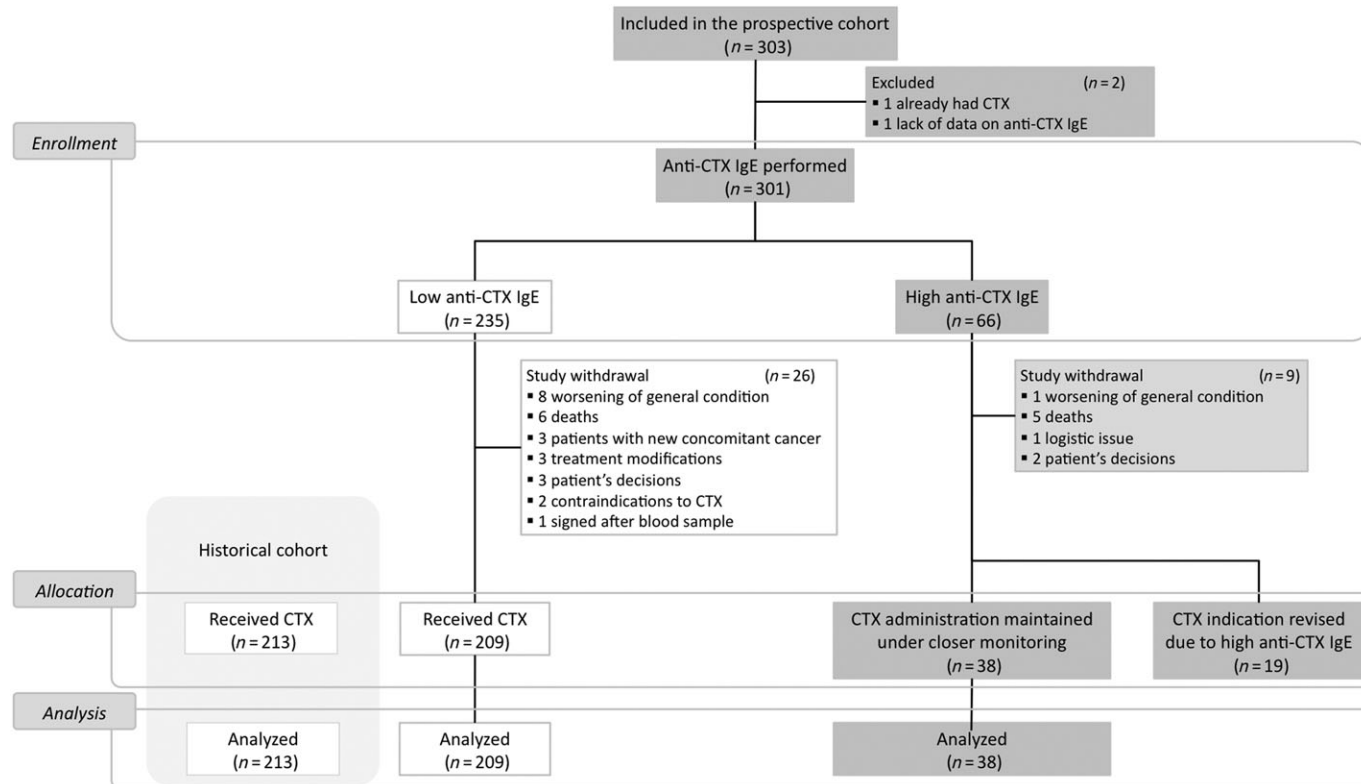 Included in the prospective cohort
(n = 303)
Excluded (n = 2)
▪ 1 already had CTX
▪ 1 lack of data on anti-CTX IgE
Enrollment
Anti-CTX IgE performed
(n = 301)
Low anti-CTX IgE
(n = 235)
High anti-CTX IgE
(n = 66)
Study withdrawal (n = 26)
▪ 8 worsening of general condition
▪ 6 deaths
▪ 3 patients with new concomitant cancer
▪ 3 treatment modifications
▪ 3 patient's decisions
▪ 2 contraindications to CTX
▪ 1 signed after blood sample
Study withdrawal (n = 9)
▪ 1 worsening of general condition
▪ 5 deaths
▪ 1 logistic issue
▪ 2 patient's decisions
Historical cohort
Allocation
Received CTX
(n = 213)
Received CTX
(n = 209)
CTX administration maintained
under closer monitoring
(n = 38)
CTX indication revised
due to high anti-CTX IgE
(n = 19)
Analysis
Analyzed
(n = 213)
Analyzed
(n = 209)
Analyzed
(n = 38)